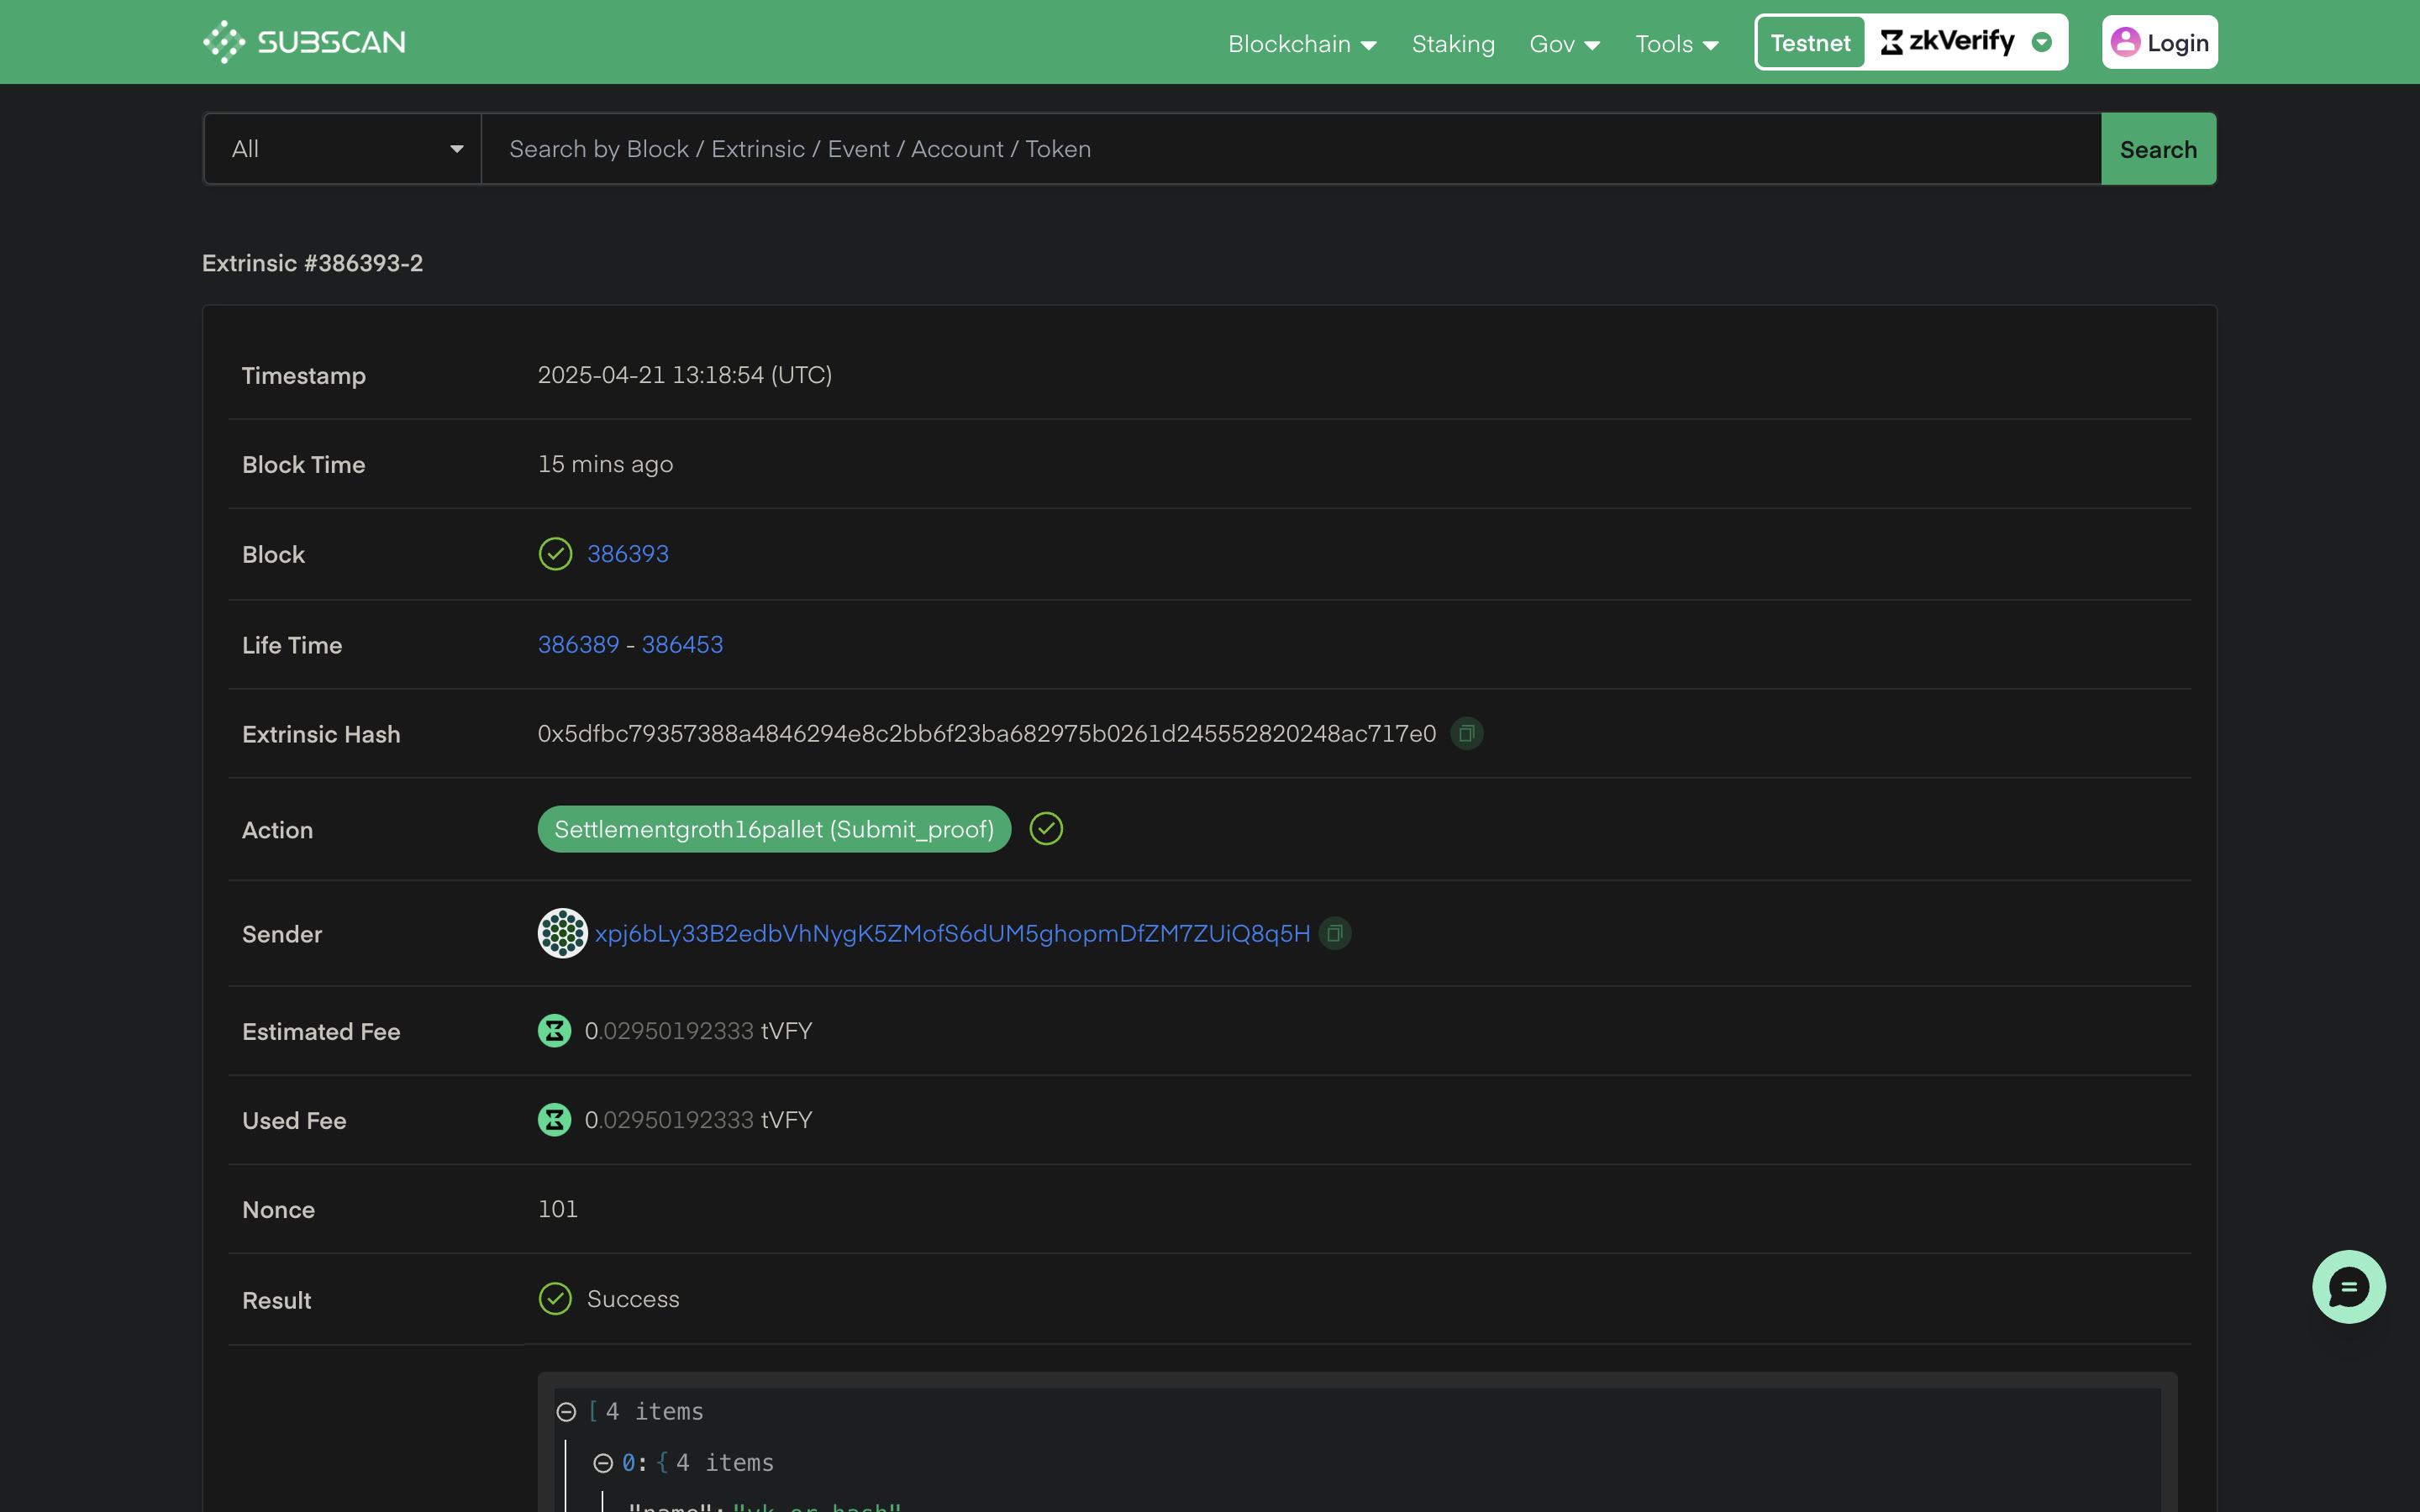 SUBSCAN
Blockchain Staking Gov Tools Testnet zkVerify Login
All Search by Block / Extrinsic / Event / Account / Token Search
Extrinsic #386393-2
Timestamp 2025-04-21 13:18:54 (UTC)
Block Time 15 mins ago
Block 386393
Life Time 386389 - 386453
Extrinsic Hash 0x5dfbc79357388a4846294e8c2bb6f23ba682975b0261d245552820248ac717e0
Action Settlementgroth16pallet (Submit_proof)
Sender xpj6bLy33B2edbVhNygK5ZMofS6dUM5ghopmDfZM7ZUiQ8q5H
Estimated Fee 0.02950192333 tVFY
Used Fee 0.02950192333 tVFY
Nonce 101
Result Success
[ 4 items
0: { 4 items
"name": "vk_or_hash"